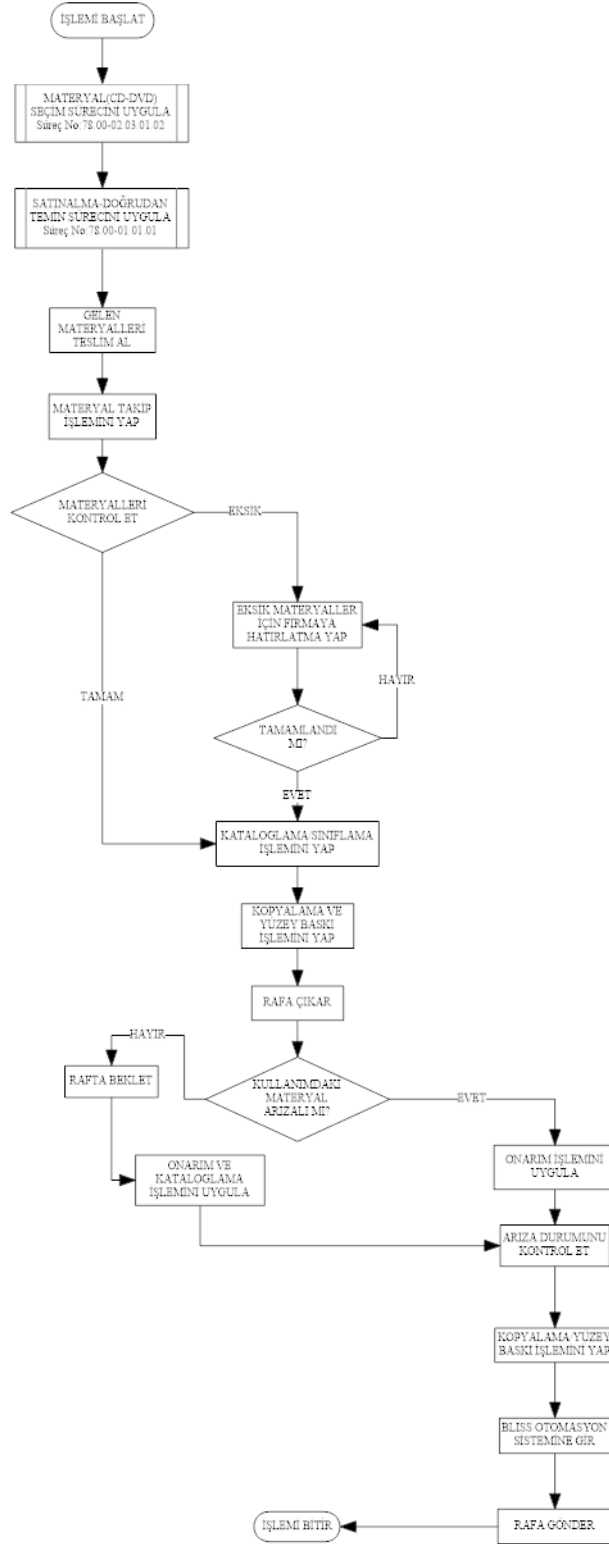 İŞLEMİ BAŞLAT
MATERYAL(CD-DVD)
SEÇİM SÜRECİNİ UYGULA
Süreç No:78.00-02.03.01.02
SATINALMA-DOĞRUDAN
TEMİN SÜRECİNİ UYGULA
Süreç No:78.00-01.01.01
GELEN
MATERYALLERİ
TESLİM AL
MATERYAL TAKİP
İŞLEMİNİ YAP
MATERYALLERİ
KONTROL ET
EKSİK
EKSİK MATERYALLER
İÇİN FİRMAYA
HATIRLATMA YAP
HAYIR
TAMAM
TAMAMLANDI
MI?
EVET
KATALOGLAMA/SINIFLAMA
İŞLEMİNİ YAP
KOPYALAMA VE
YÜZEY BASKI
İŞLEMİNİ YAP
RAFA ÇIKAR
HAYIR
RAFTA BEKLET
KULLANIMDAKİ
MATERYAL
ARIZALI MI?
EVET
ONARIM VE
KATALOGLAMA
İŞLEMİNİ UYGULA
ONARIM İŞLEMİNİ
UYGULA
ARIZA DURUMUNU
KONTROL ET
KOPYALAMA/YÜZEY
BASKI İŞLEMİNİ YAP
BLISS OTOMASYON
SİSTEMİNE GİR
RAFA GÖNDER
İŞLEMİ BİTİR